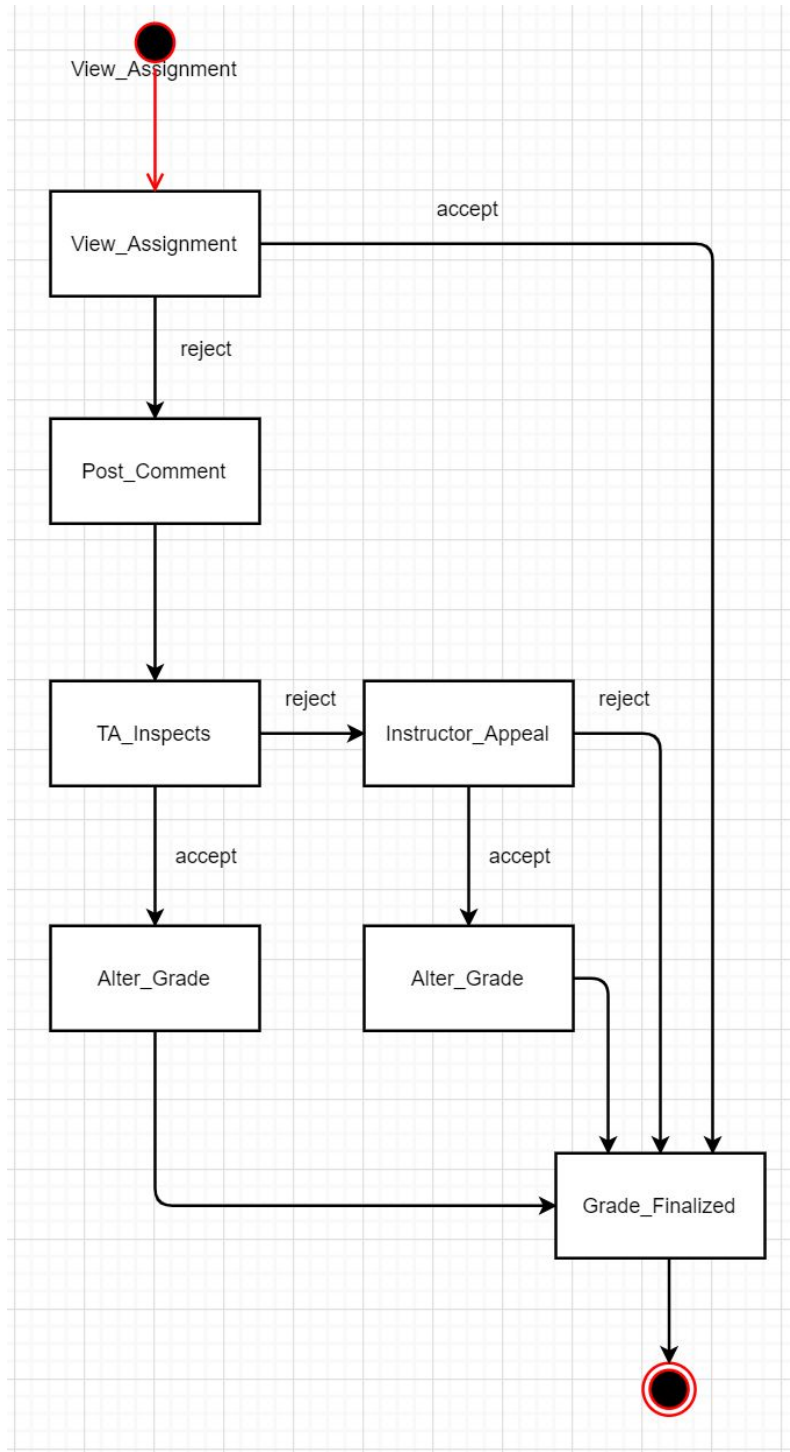 View_Assignment
View_Assignment
accept
reject
Post_Comment
TA_Inspects
reject
Instructor_Appeal
reject
accept
accept
Alter_Grade
Alter_Grade
Grade_Finalized